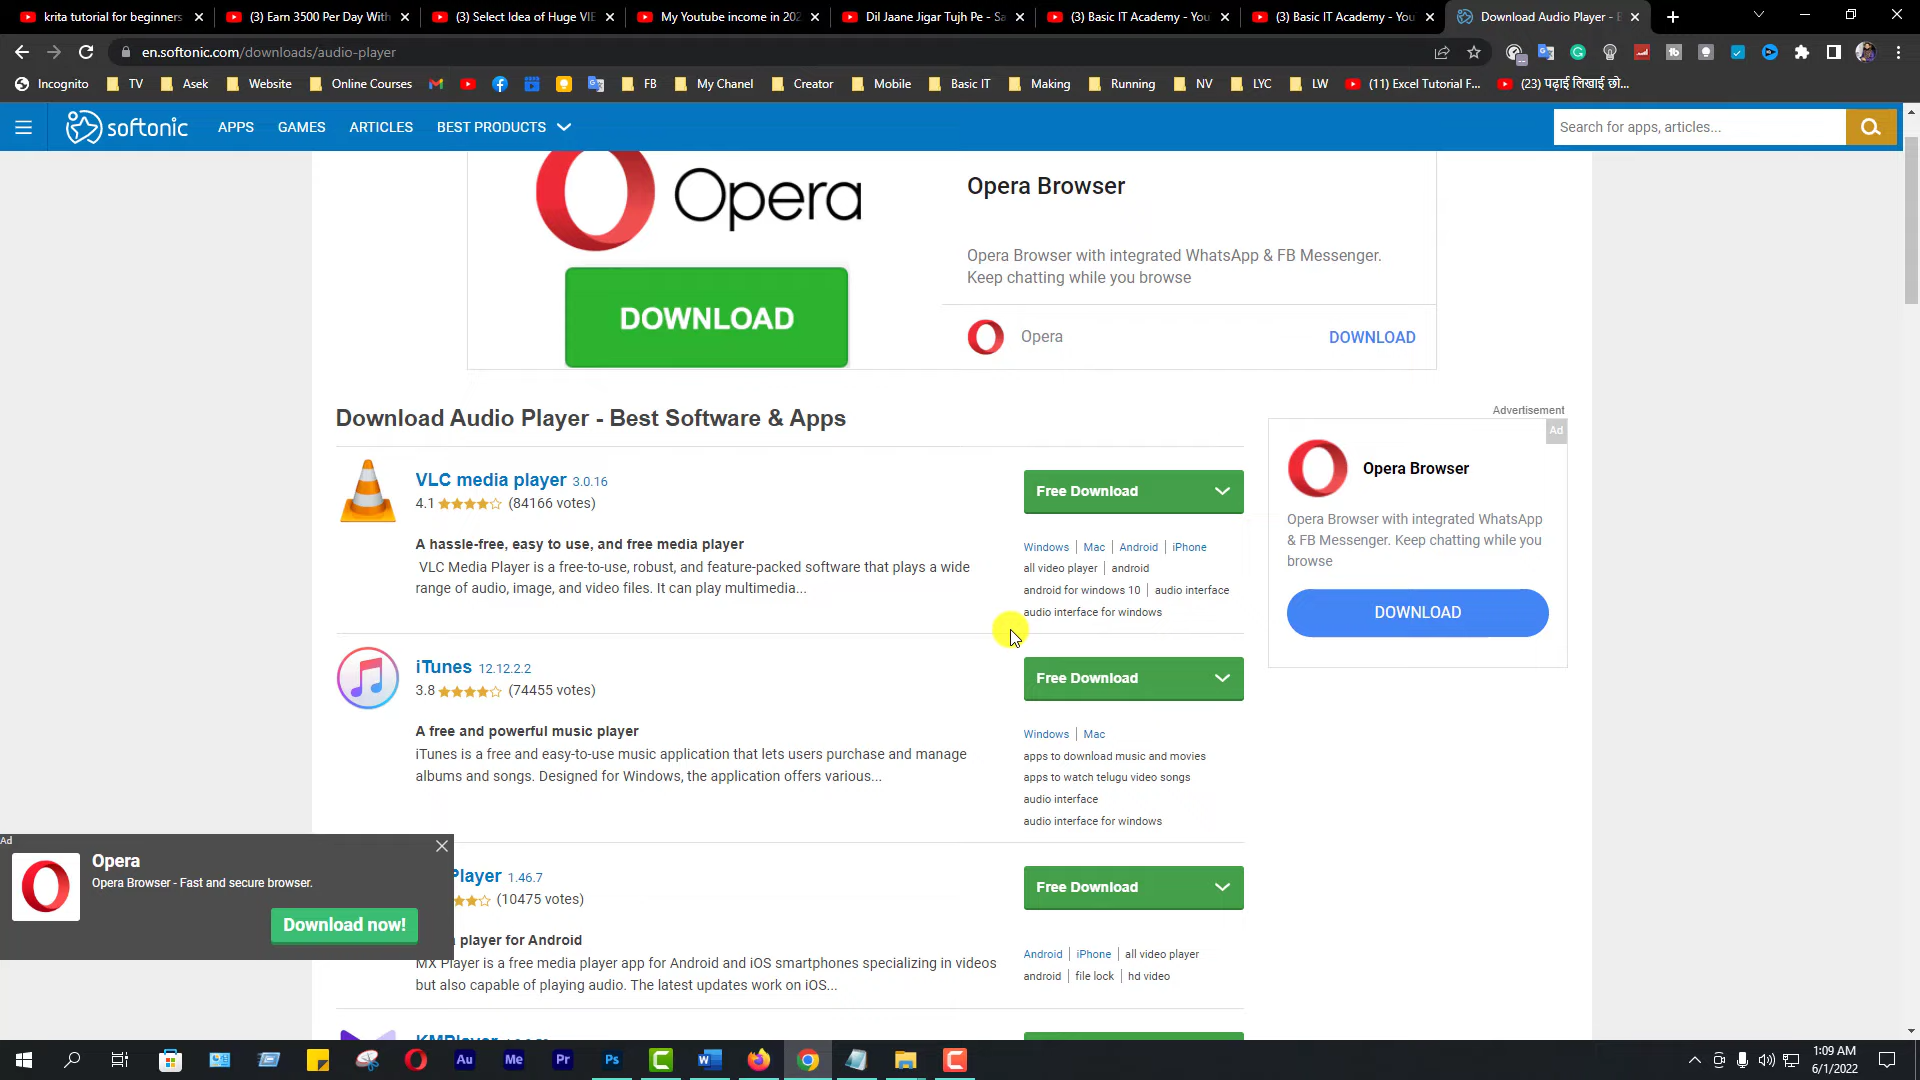 krita tutorial for beginners
(3) Earn 3500 Per Day With
(3) Select Idea of Huge VIE
My Youtube income in 202
Dil Jaane Jigar Tujh Pe - Sa
(3) Basic IT Academy - You
(3) Basic IT Academy - You
Download Audio Player - B
en.softonic.com/downloads/audio-player
Incognito
TV
Asek
Website
Online Courses
FB
My Chanel
Creator
Mobile
Basic IT
Making
Running
NV
LYC
LW
(11) Excel Tutorial F...
(23) पढ़ाई लिखाई छो...
softonic
APPS
GAMES
ARTICLES
BEST PRODUCTS
Search for apps, articles...
Opera
DOWNLOAD
Opera Browser
Opera Browser with integrated WhatsApp & FB Messenger.
Keep chatting while you browse
Opera
DOWNLOAD
Download Audio Player - Best Software & Apps
VLC media player 3.0.16
4.1 (84166 votes)
A hassle-free, easy to use, and free media player
VLC Media Player is a free-to-use, robust, and feature-packed software that plays a wide
range of audio, image, and video files. It can play multimedia...
Free Download
Windows | Mac | Android | iPhone
all video player | android
android for windows 10 | audio interface
audio interface for windows
iTunes 12.12.2.2
3.8 (74455 votes)
A free and powerful music player
iTunes is a free and easy-to-use music application that lets users purchase and manage
albums and songs. Designed for Windows, the application offers various...
Free Download
Windows | Mac
apps to download music and movies
apps to watch telugu video songs
audio interface
audio interface for windows
Player 1.46.7
(10475 votes)
player for Android
MX Player is a free media player app for Android and iOS smartphones specializing in videos
but also capable of playing audio. The latest updates work on iOS...
Free Download
Android | iPhone | all video player
android | file lock | hd video
KMPlayer
Advertisement
Ad
Opera Browser
Opera Browser with integrated WhatsApp
& FB Messenger. Keep chatting while you
browse
DOWNLOAD
Ad
Opera
Opera Browser - Fast and secure browser.
Download now!
Au
Me
Pr
Ps
1:09 AM
6/1/2022